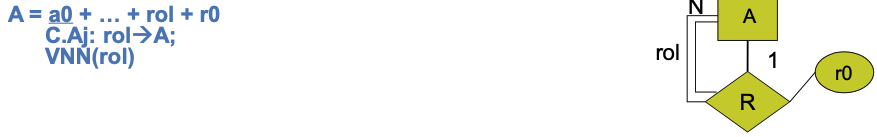 A = a0 + … + rol + r0
C.Aj: rol→A;
VNN(rol)
N
A
rol
1
r0
R